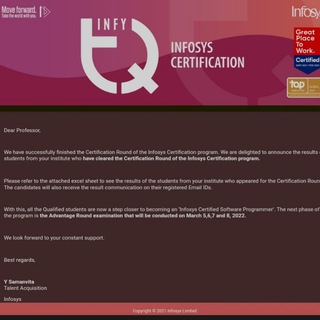 Move forward.
Take the world with you.
Infosys
INFY
TQ
INFOSYS
CERTIFICATION
Great
Place
To
Work.
Certified
top
Dear Professor,
We have successfully finished the Certification Round of the Infosys Certification program. We are delighted to announce the results
students from your institute who have cleared the Certification Round of the Infosys Certification program.
Please refer to the attached excel sheet to see the results of the students from your institute who appeared for the Certification Roun
The candidates will also receive the result communication on their registered Email IDs.
With this, all the Qualified students are now a step closer to becoming an 'Infosys Certified Software Programmer'. The next phase of
the program is the Advantage Round examination that will be conducted on March 5,6,7 and 8, 2022.
We look forward to your constant support.
Best regards,
Y Samanvita
Talent Acquisition
Infosys
Copyright © 2021 Infosys Limited